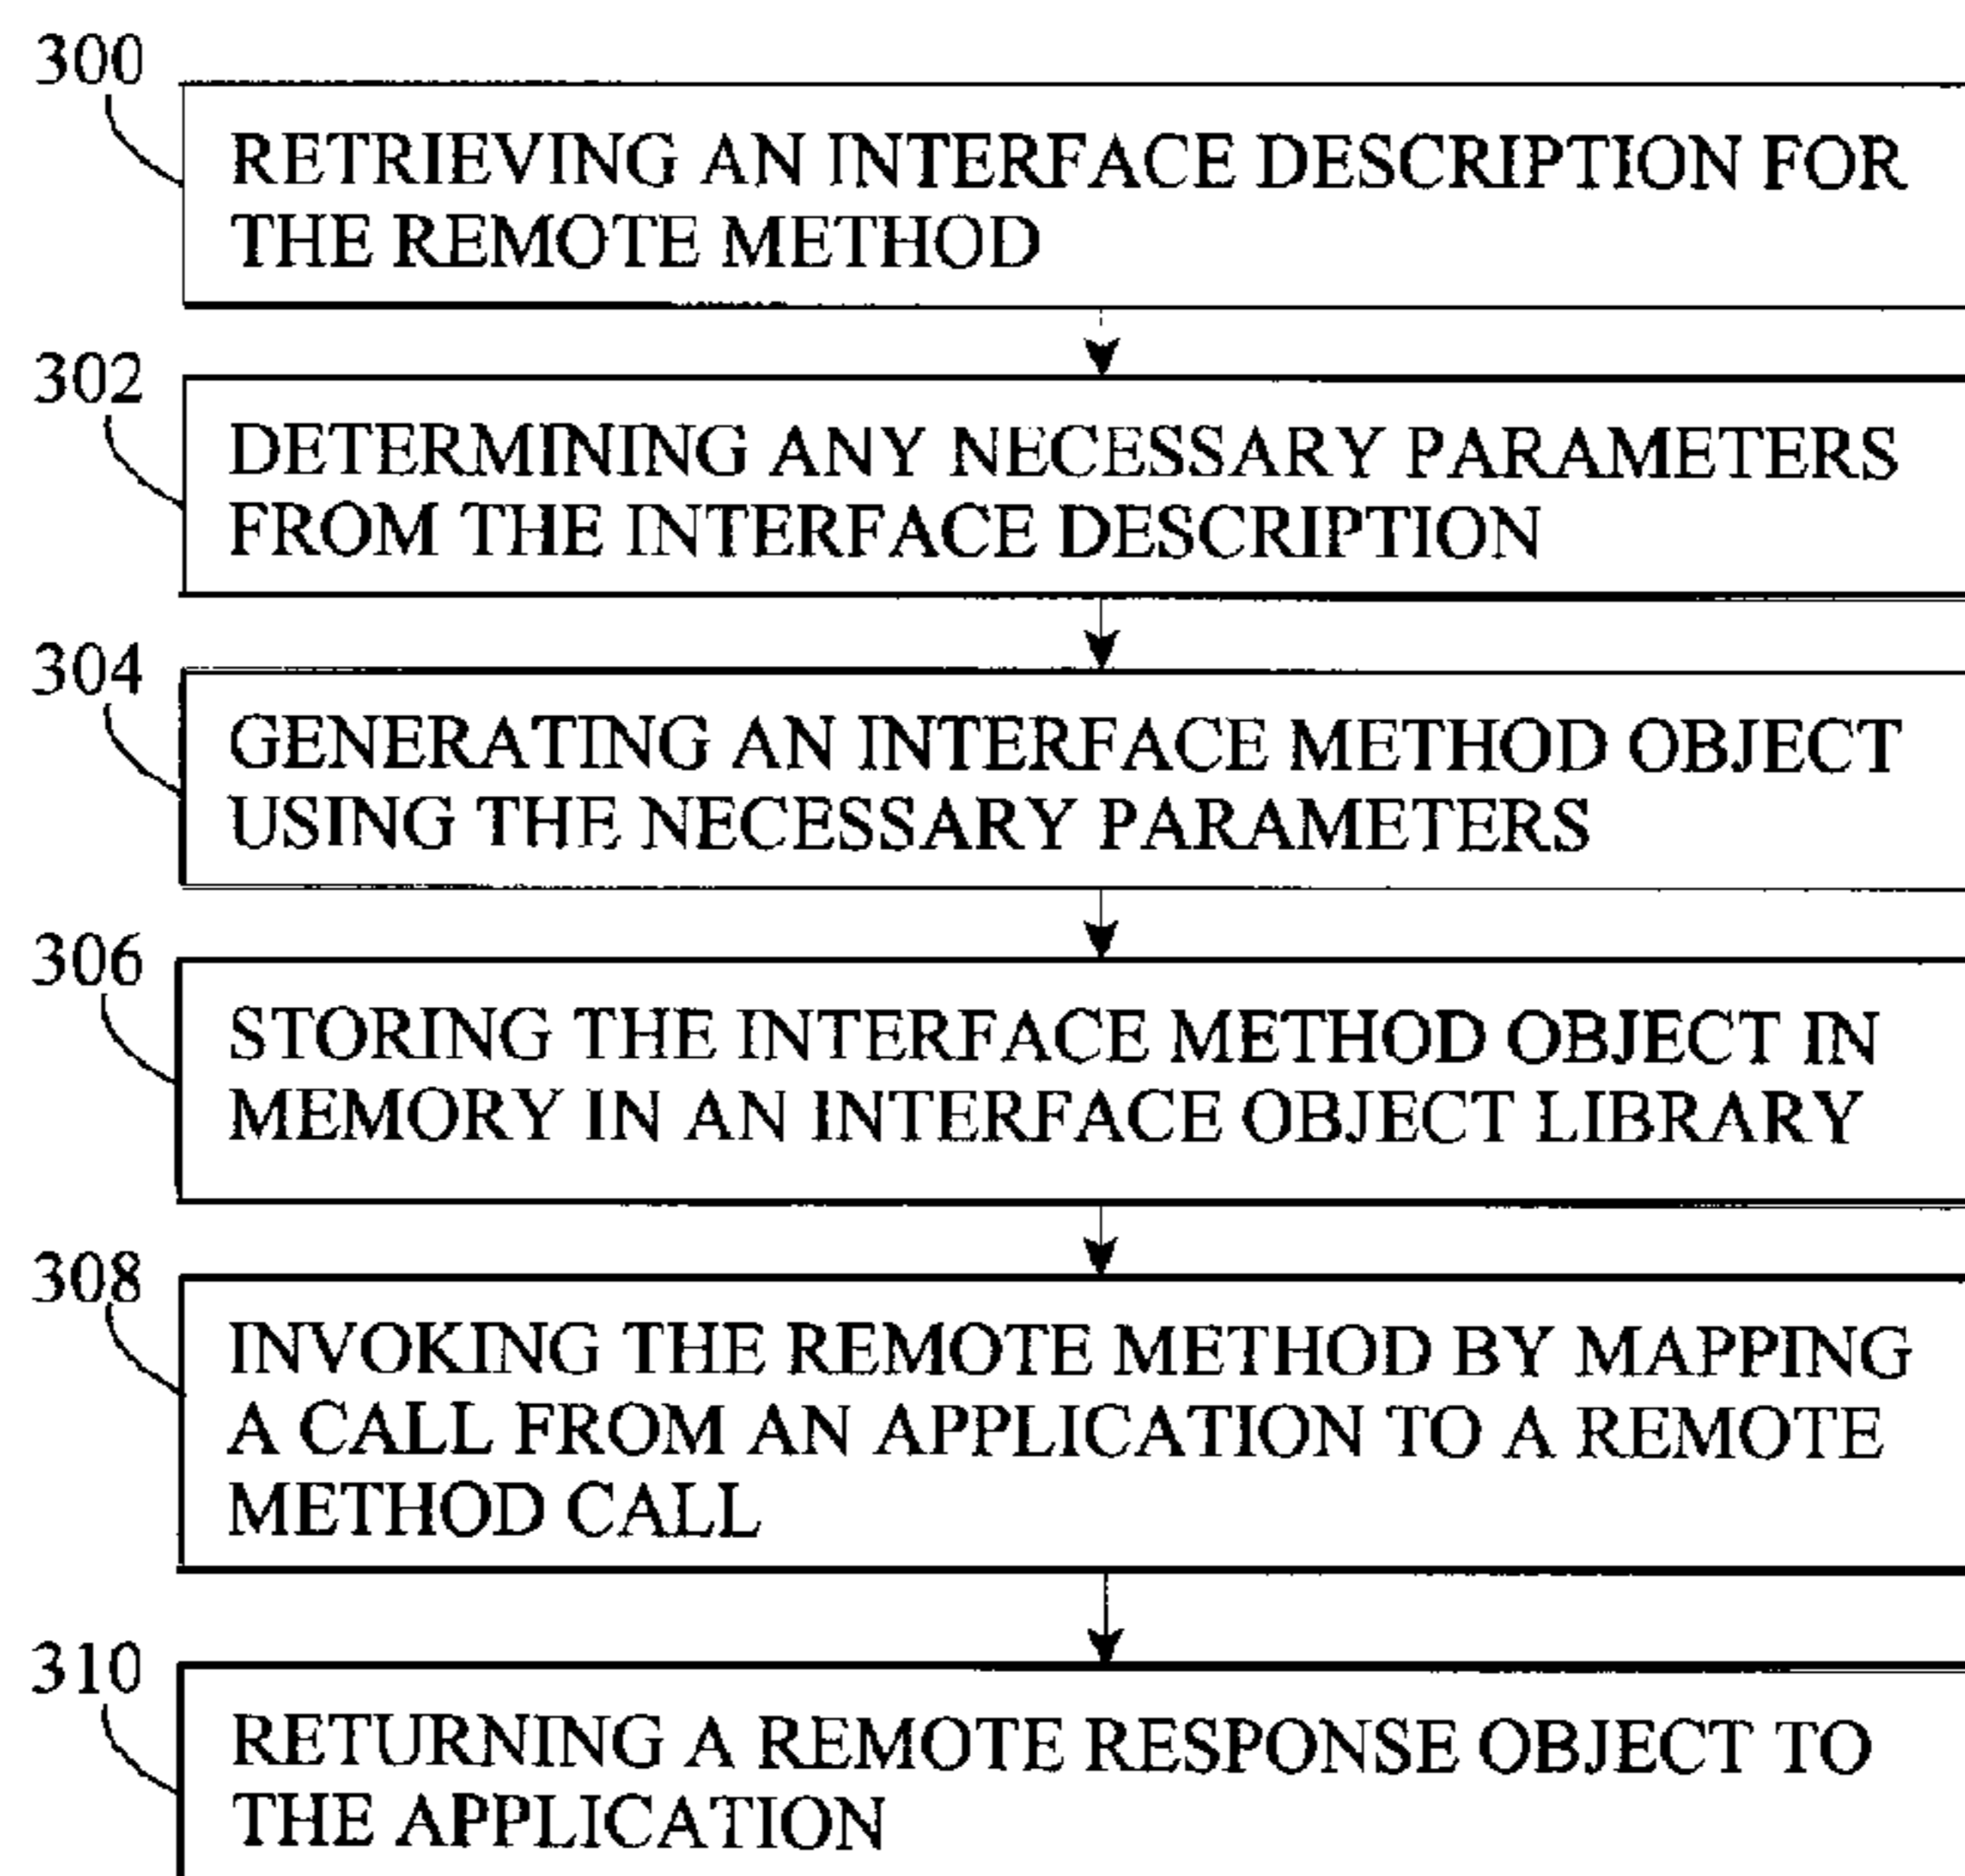 300
RETRIEVING AN INTERFACE DESCRIPTION FOR
THE REMOTE METHOD
302
DETERMINING ANY NECESSARY PARAMETERS
FROM THE INTERFACE DESCRIPTION
304
GENERATING AN INTERFACE METHOD OBJECT
USING THE NECESSARY PARAMETERS
306
STORING THE INTERFACE METHOD OBJECT IN
MEMORY IN AN INTERFACE OBJECT LIBRARY
308
INVOKING THE REMOTE METHOD BY MAPPING
A CALL FROM AN APPLICATION TO A REMOTE
METHOD CALL
310
RETURNING A REMOTE RESPONSE OBJECT TO
THE APPLICATION